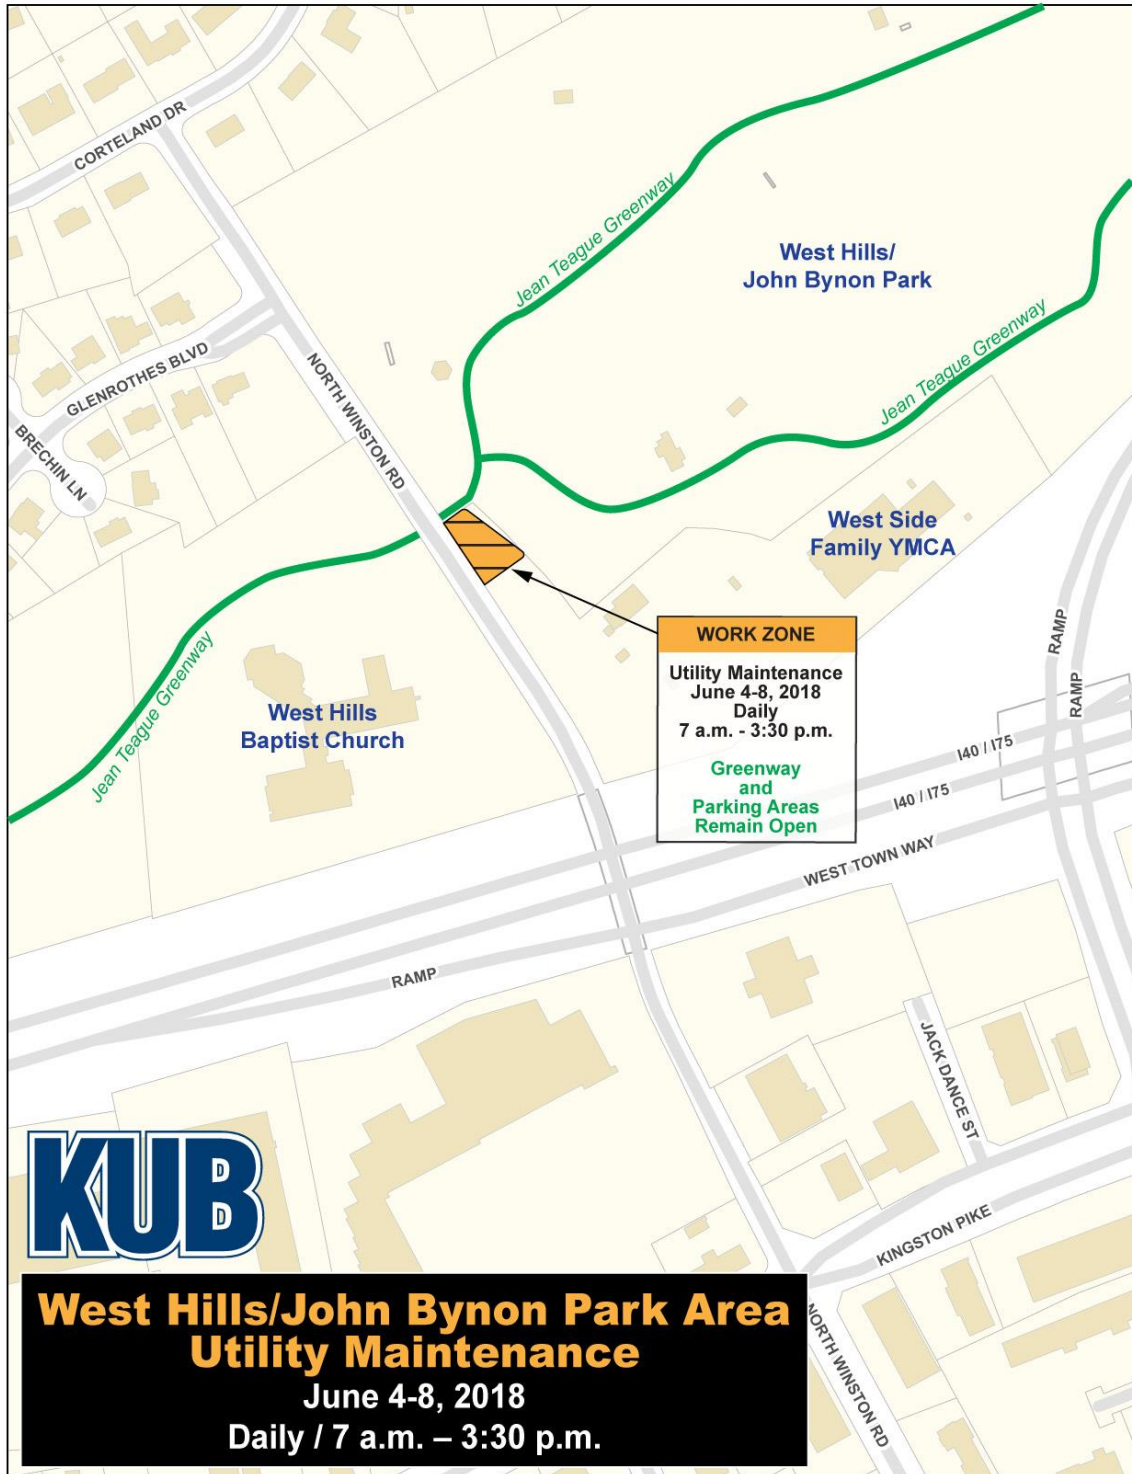 CORTELAND DR
Jean Teague Greenway
West Hills/
John Bynon Park
GLENROTHES BLVD
NORTH WINSTON RD
Jean Teague Greenway
BRECHIN LN
West Side
Family YMCA
WORK ZONE
Utility Maintenance
June 4-8, 2018
Daily
7 a.m. - 3:30 p.m.
Greenway
and
Parking Areas
Remain Open
RAMP
RAMP
Jean Teague Greenway
West Hills
Baptist Church
I40 / I75
I40 / I75
WEST TOWN WAY
RAMP
JACK DANCE ST
KINGSTON PIKE
NORTH WINSTON RD
KUB
West Hills/John Bynon Park Area
Utility Maintenance
June 4-8, 2018
Daily / 7 a.m. – 3:30 p.m.